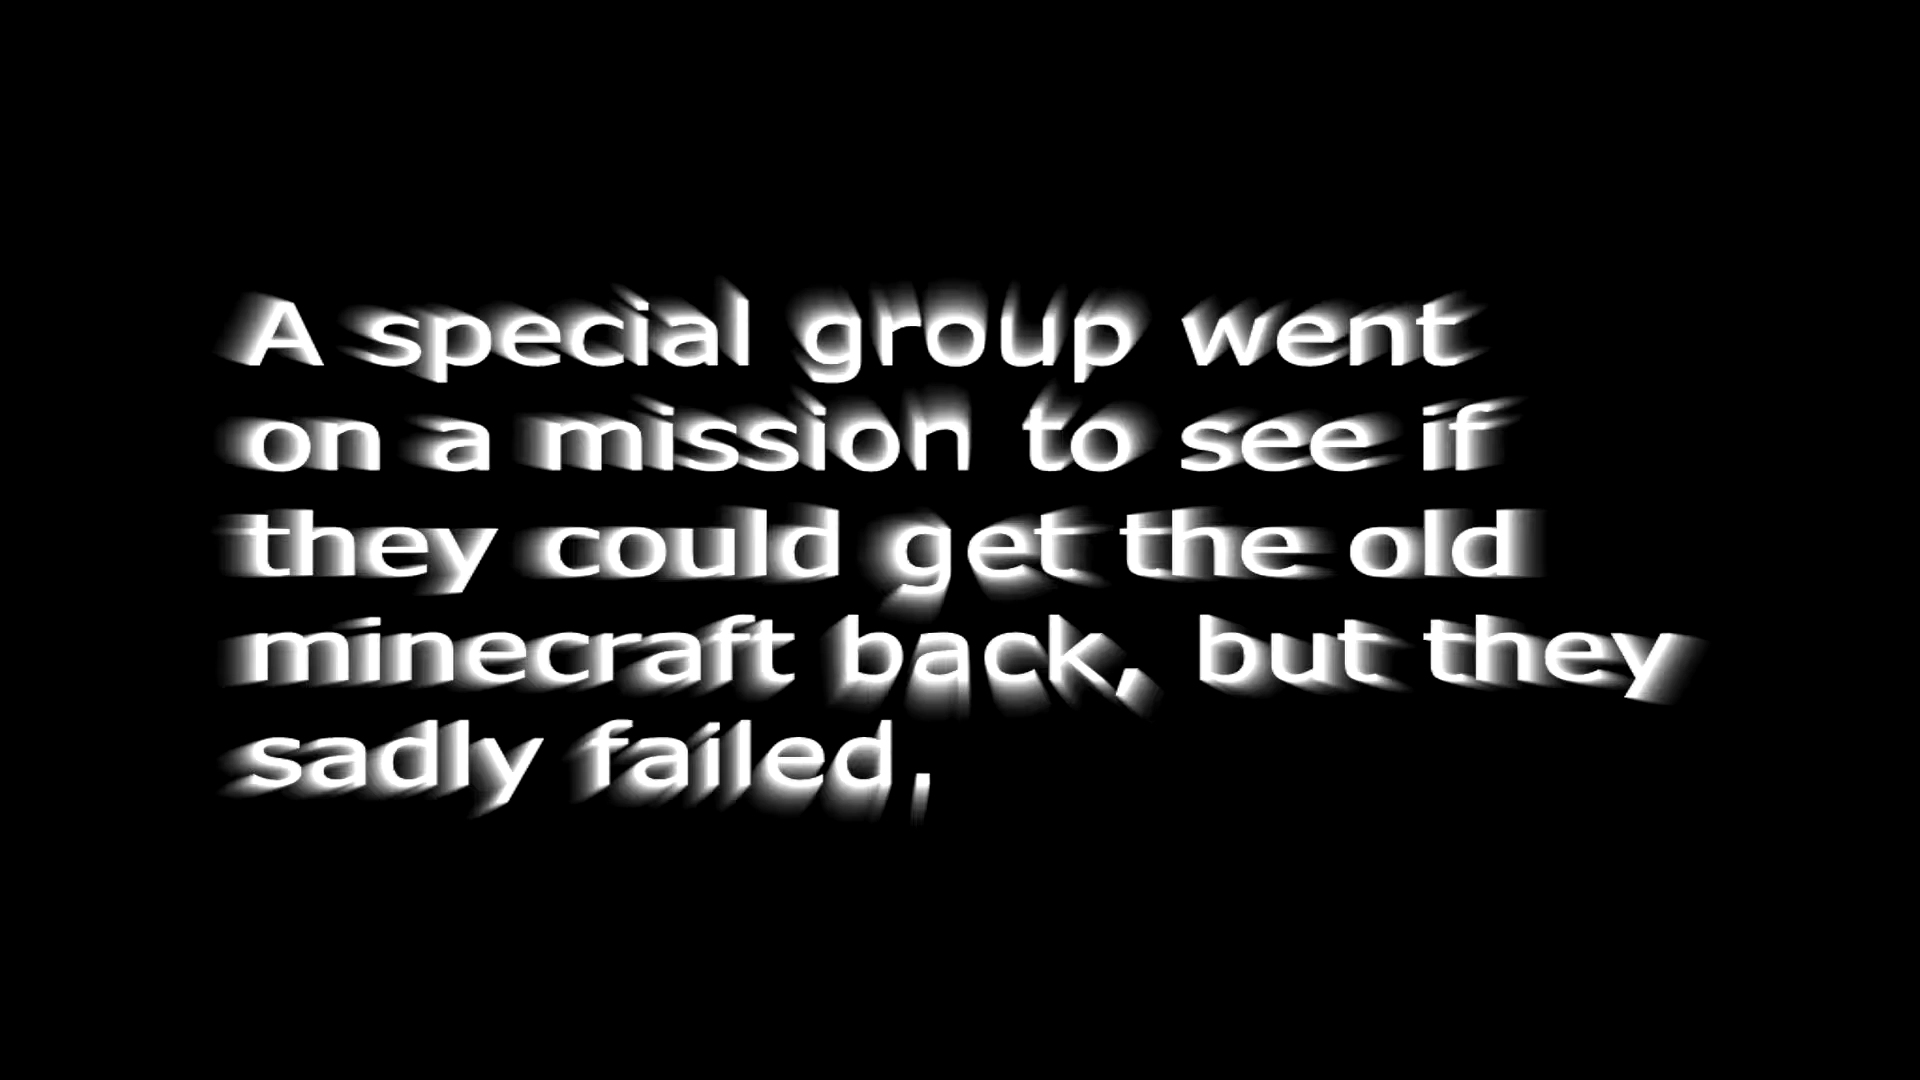 A special group went
on a mission to see if
they could get the old
minecraft back, but they
sadly failed,